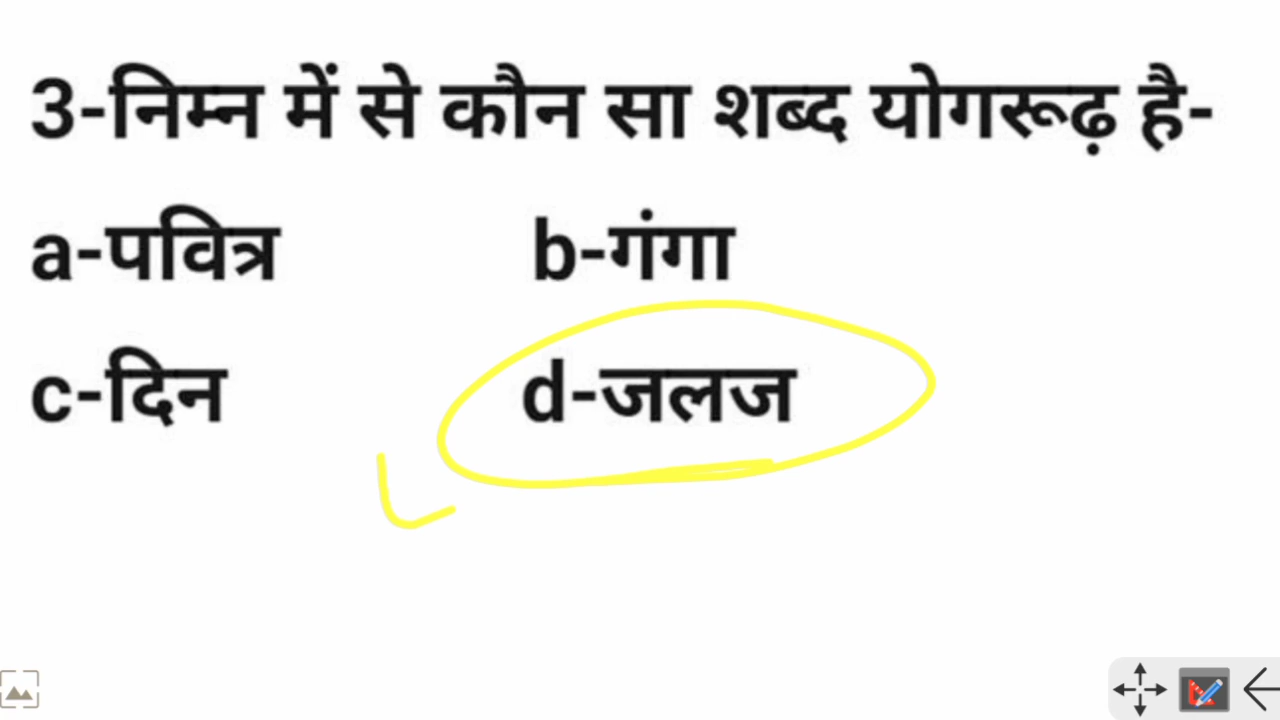 3-निम्न में से कौन सा शब्द योगरूढ़ है-
a-पवित्र b-गंगा
c-दिन d-जलज